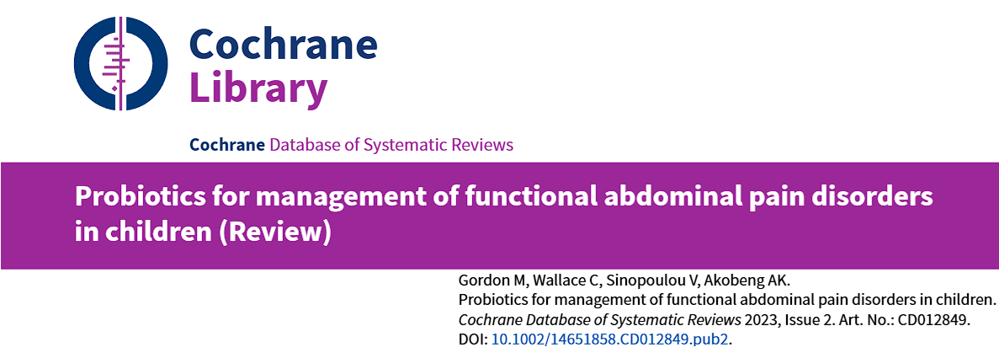 Cochrane
Library
Cochrane Database of Systematic Reviews
Probiotics for management of functional abdominal pain disorders
in children (Review)
Gordon M, Wallace C, Sinopoulou V, Akobeng AK.
Probiotics for management of functional abdominal pain disorders in children.
Cochrane Database of Systematic Reviews 2023, Issue 2. Art. No.: CD012849.
DOI: 10.1002/14651858.CD012849.pub2.